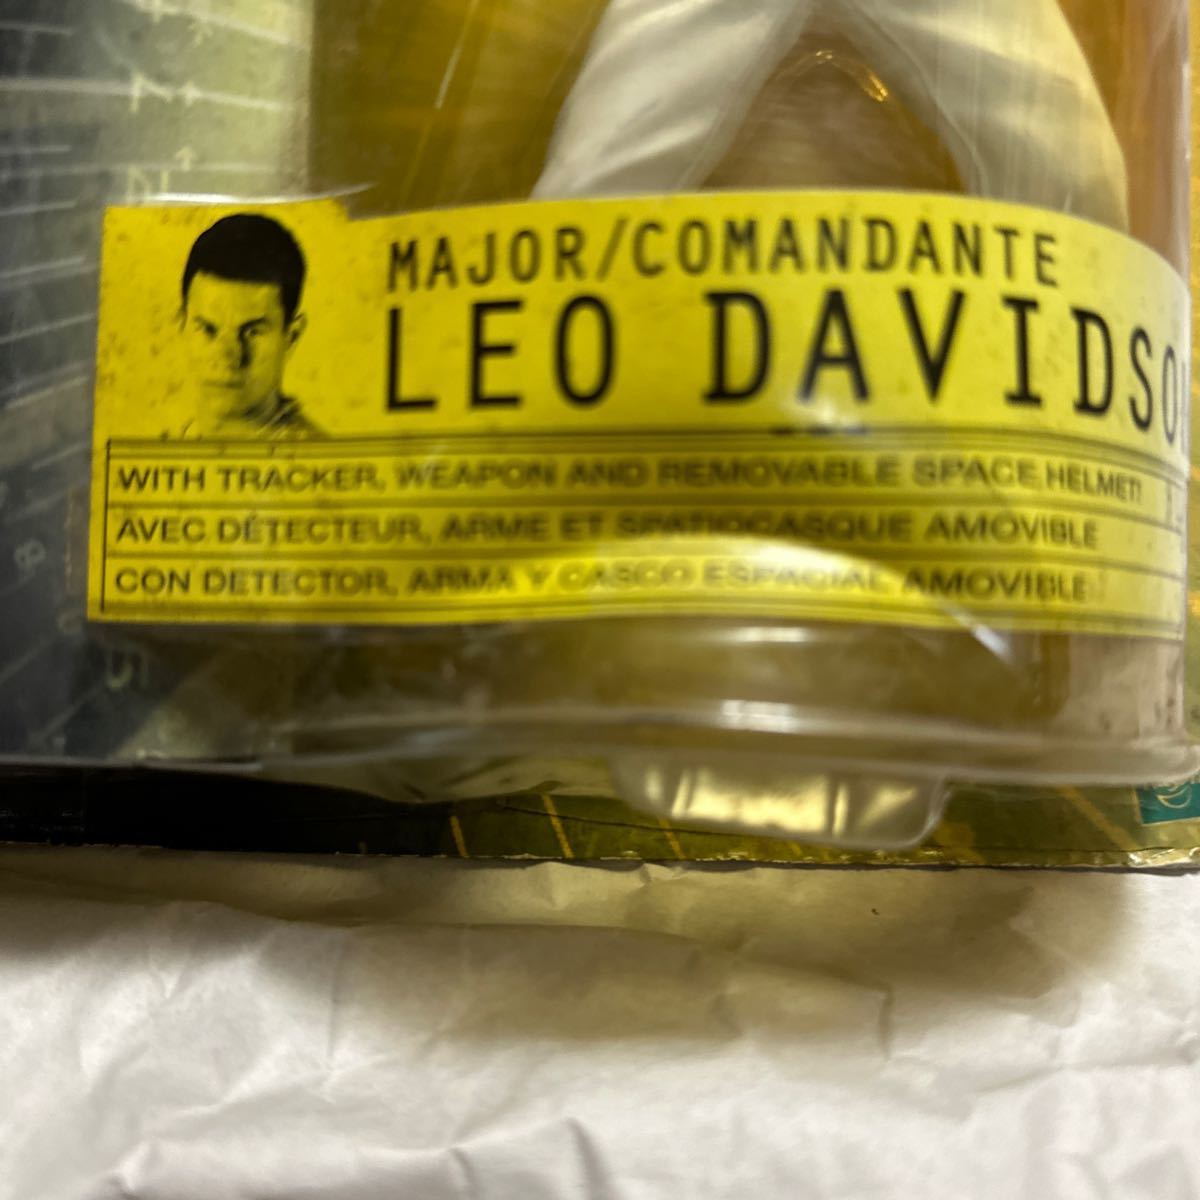 MAJOR/COMANDANTE
LEO DAVIDSO
WITH TRACKER, WEAPON AND REMOVABLE SPACE HELMET!
AVEC DÉTECTEUR, ARME ET SPATIOCASQUE AMOVIBLE
CON DETECTOR, ARMA Y CASCO ESPACIAL AMOVIBLE